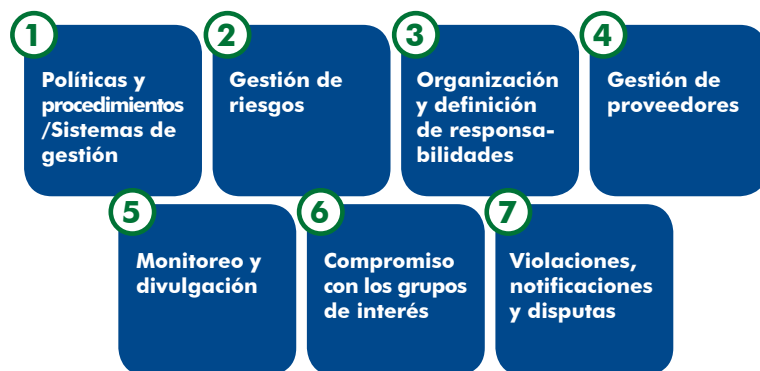 1
Políticas y
procedimientos
/Sistemas de
gestión
2
Gestión de
riesgos
3
Organización
y definición
de responsa-
bilidades
4
Gestión de
proveedores
5
Monitoreo y
divulgación
6
Compromiso
con los grupos
de interés
7
Violaciones,
notificaciones
y disputas